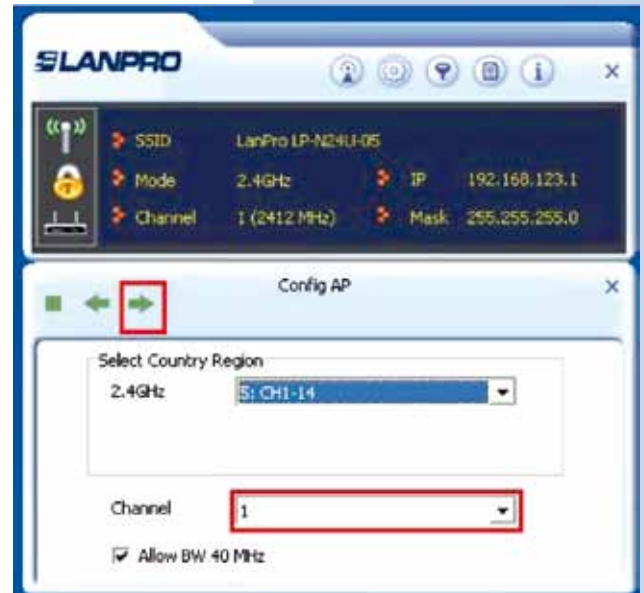 LANPRO
SSID LanPro LP-N24U-05
Mode 2.4GHz IP 192.168.123.1
Channel 1 (2412 MHz) Mask 255.255.255.0
Config AP
Select Country Region
2.4GHz 5: CH1-14
Channel 1
Allow BW 40 MHz